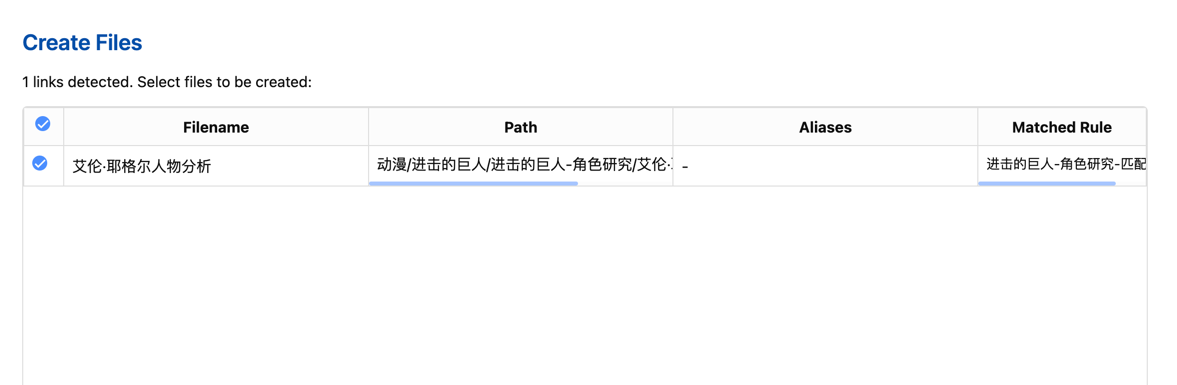 Create Files
1 links detected. Select files to be created:
Filename Path Aliases Matched Rule
艾伦·耶格尔人物分析 动漫/进击的巨人/进击的巨人-角色研究/艾伦· - 进击的巨人-角色研究-匹配